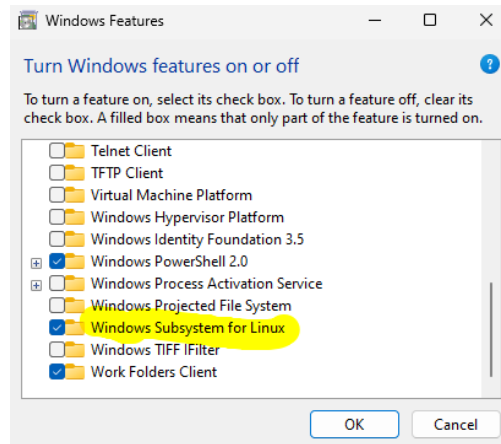 Windows Features
Turn Windows features on or off
To turn a feature on, select its check box. To turn a feature off, clear its
check box. A filled box means that only part of the feature is turned on.
Telnet Client
TFTP Client
Virtual Machine Platform
Windows Hypervisor Platform
Windows Identity Foundation 3.5
Windows PowerShell 2.0
Windows Process Activation Service
Windows Projected File System
Windows Subsystem for Linux
Windows TIFF IFilter
Work Folders Client
OK Cancel